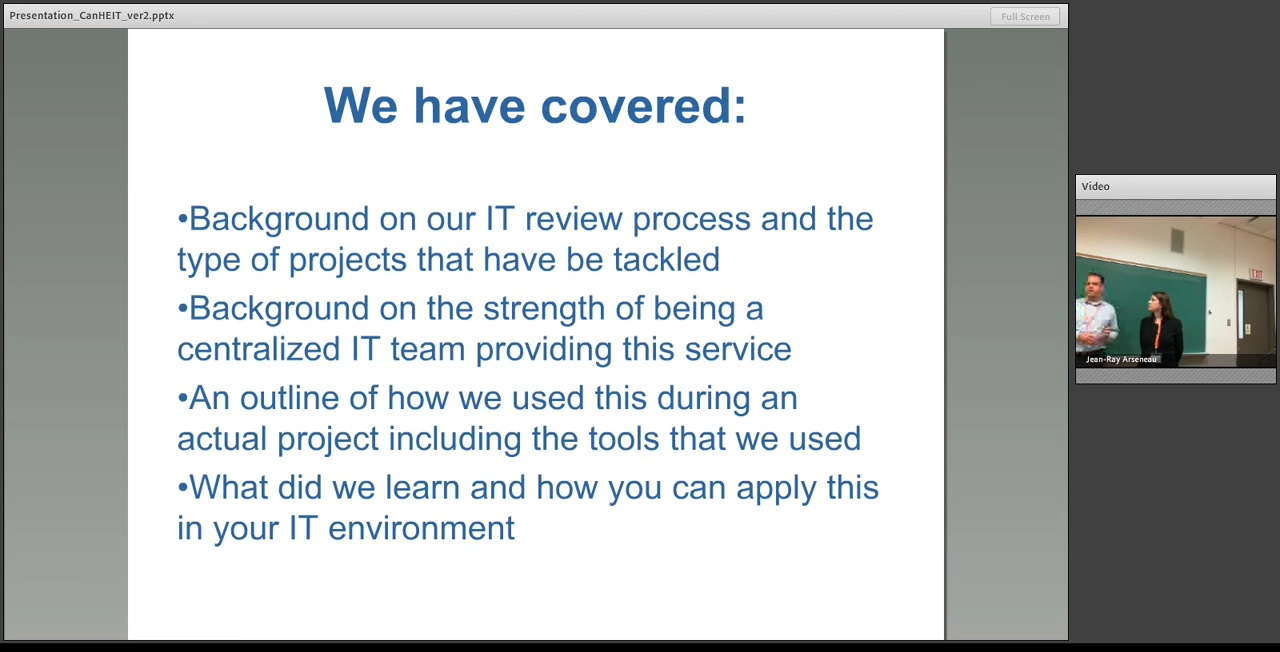 Presentation_CanHEIT_ver2.pptx
Full Screen
We have covered:
•Background on our IT review process and the
type of projects that have be tackled
•Background on the strength of being a
centralized IT team providing this service
•An outline of how we used this during an
actual project including the tools that we used
•What did we learn and how you can apply this
in your IT environment
Video
EXIT
Jean-Ray Arseneau